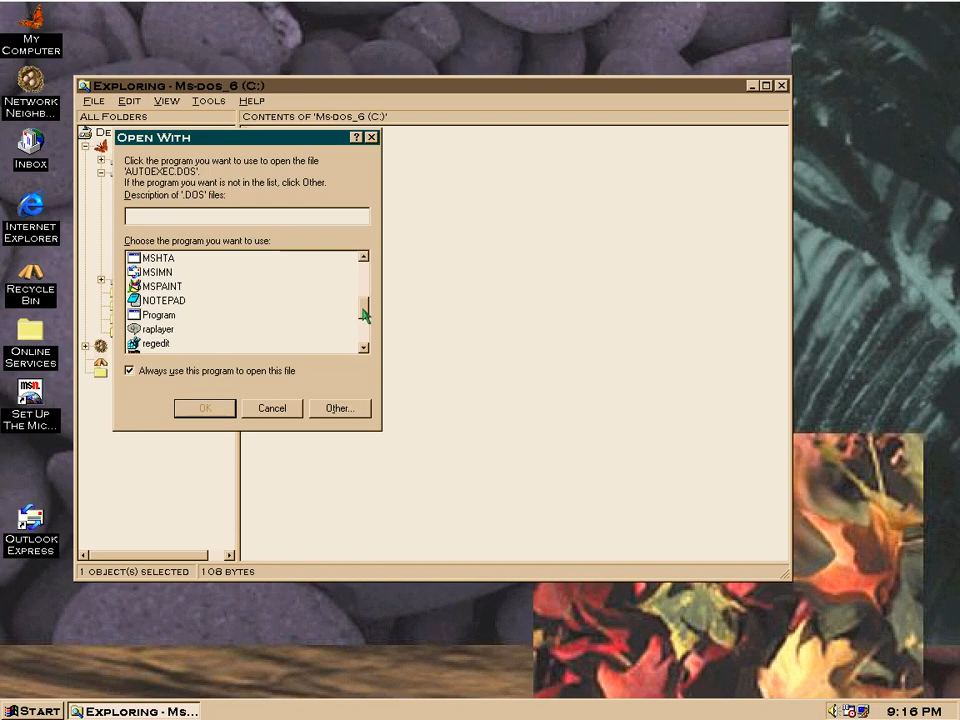 My
Computer
Network
Neighb...
Inbox
Internet
Explorer
Recycle
Bin
Online
Services
msn
Set Up
The Mic...
Outlook
Express
Exploring - Ms-dos_6 (C:)
File Edit View Tools Help
All Folders
Contents of 'Ms-dos_6 (C:)'
De
Open With
Click the program you want to use to open the file
'AUTOEXEC.DOS'.
If the program you want is not in the list, click Other.
Description of '.DOS' files:
Choose the program you want to use:
MSHTA
MSIMN
MSPAINT
NOTEPAD
Program
raplayer
regedit
Always use this program to open this file
OK Cancel Other...
1 object(s) selected 108 bytes
Start Exploring - Ms... 9:16 PM